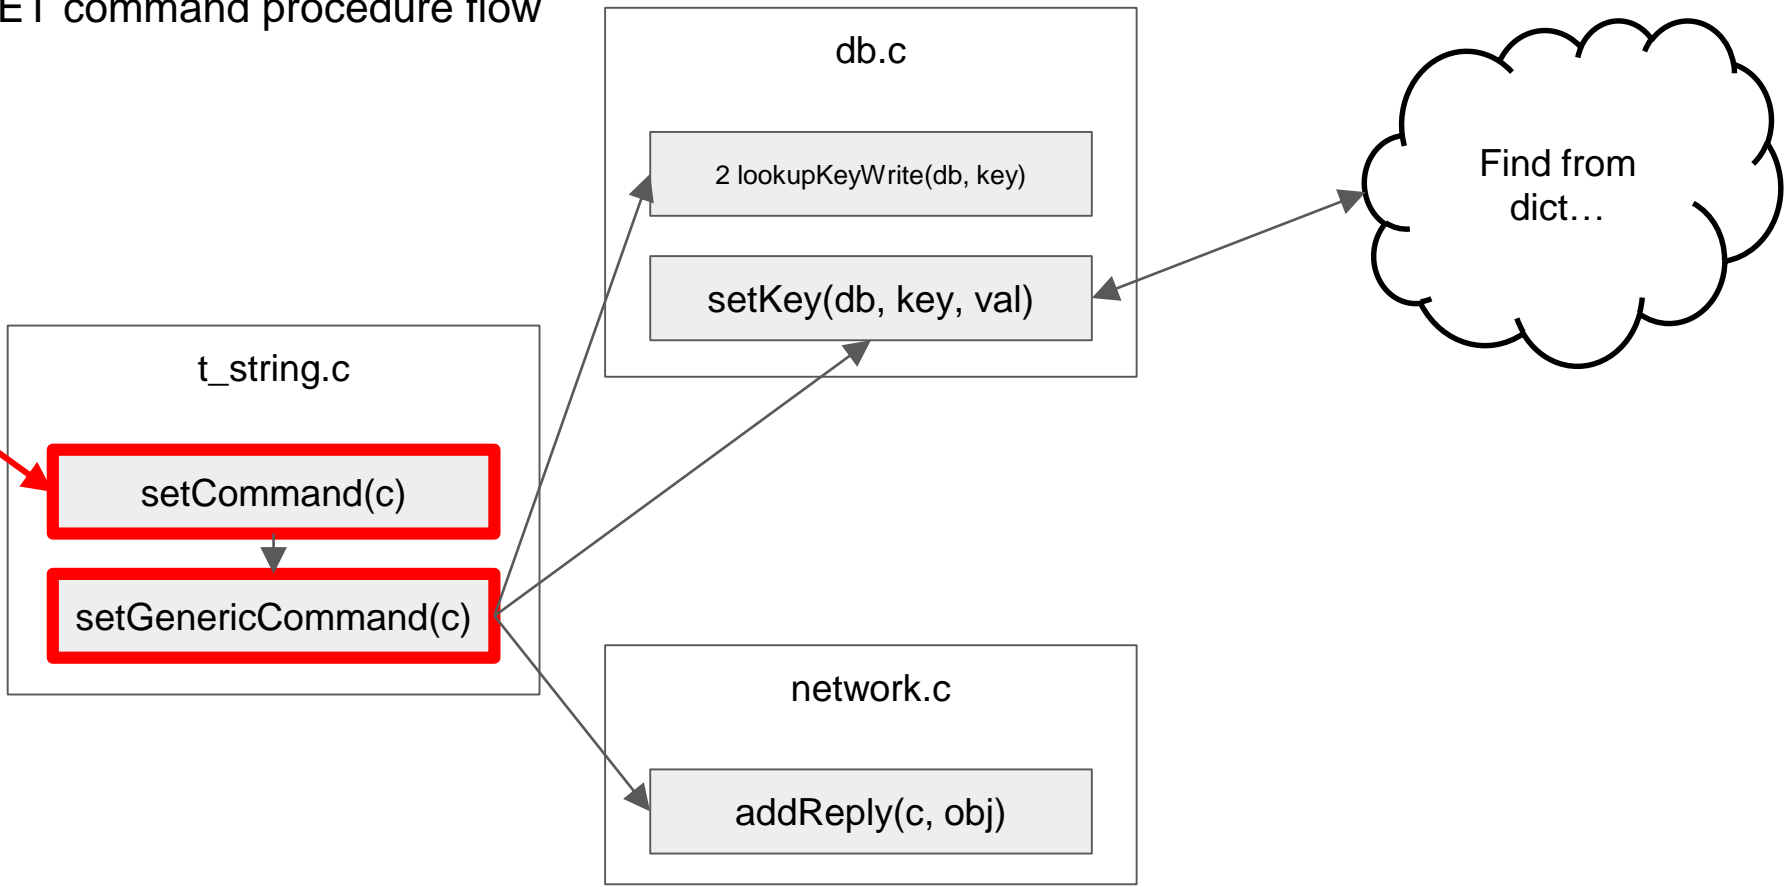 ET command procedure flow
db.c
2 lookupKeyWrite(db, key)
setKey(db, key, val)
Find from
dict…
t_string.c
setCommand(c)
setGenericCommand(c)
network.c
addReply(c, obj)